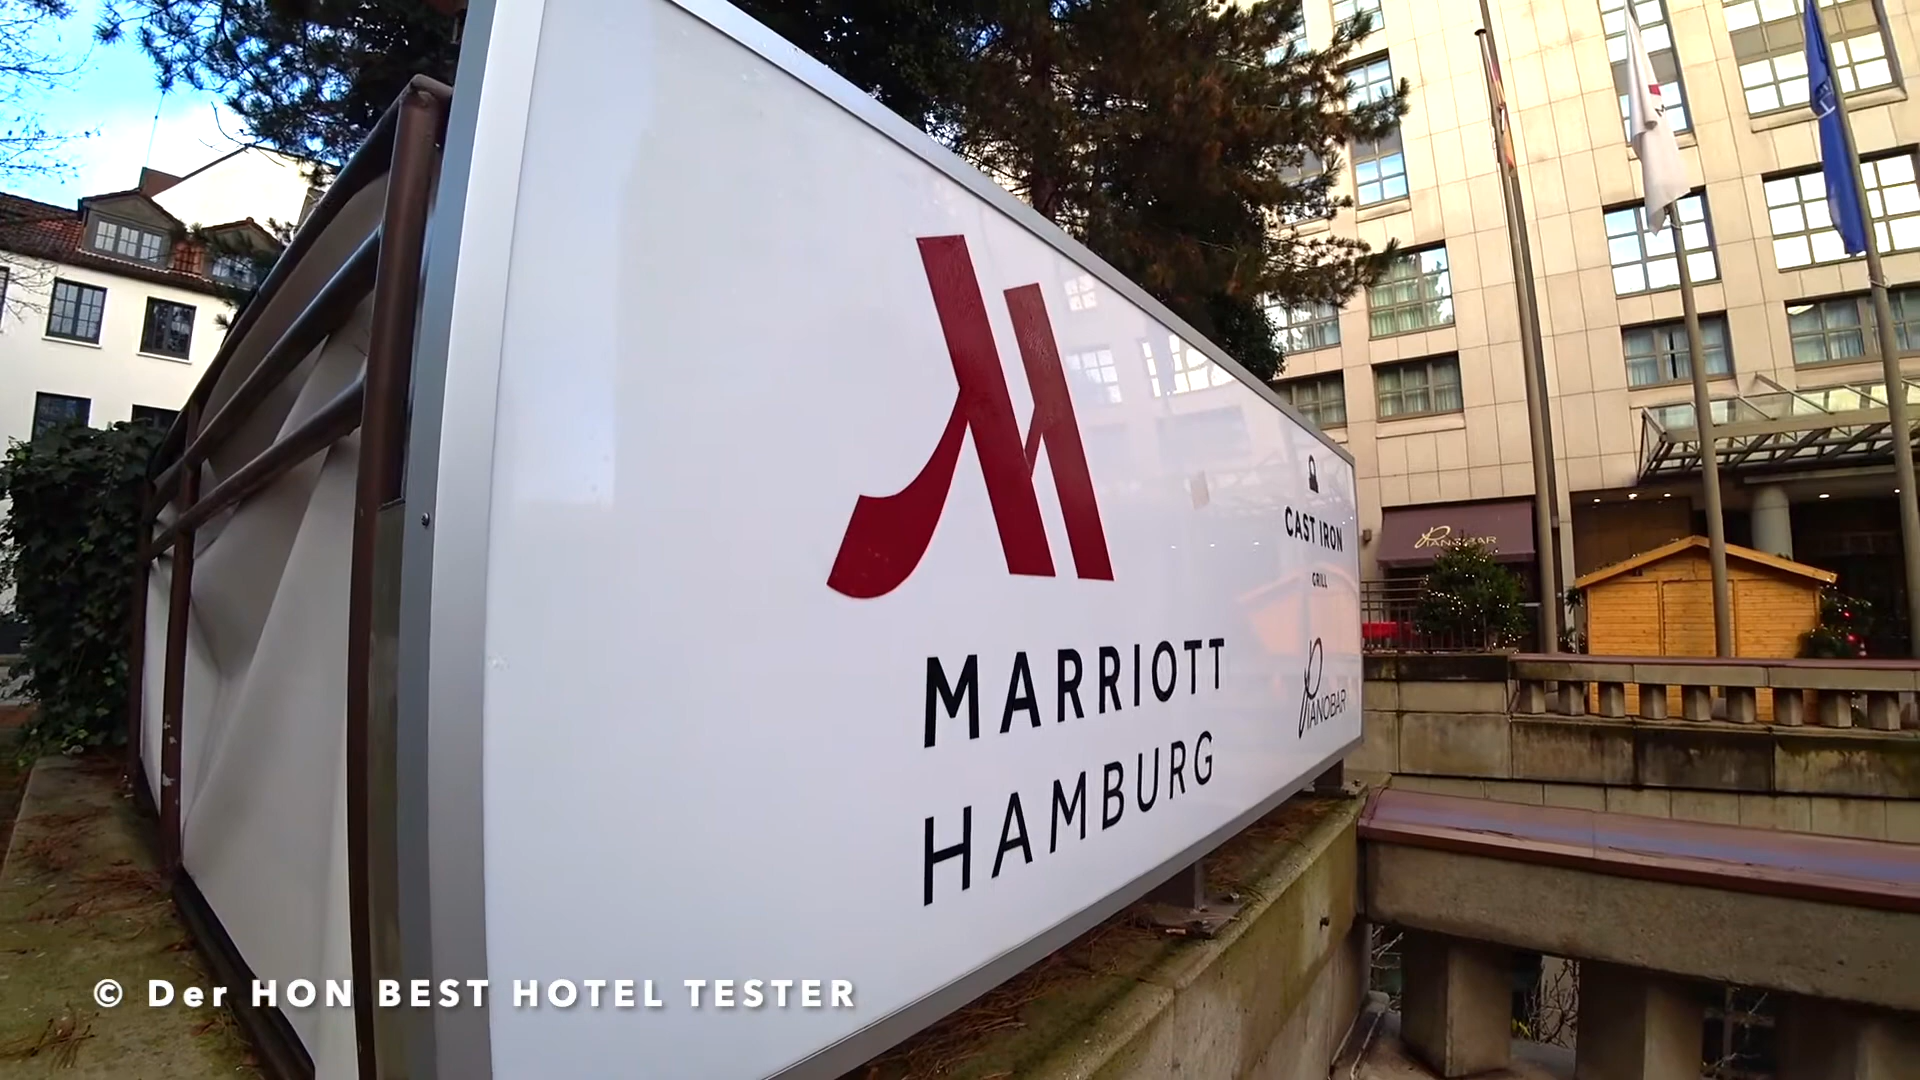 MARRIOTT
HAMBURG
CAST IRON
GRILL
PIANOBAR
PIANOBAR
© Der HON BEST HOTEL TESTER